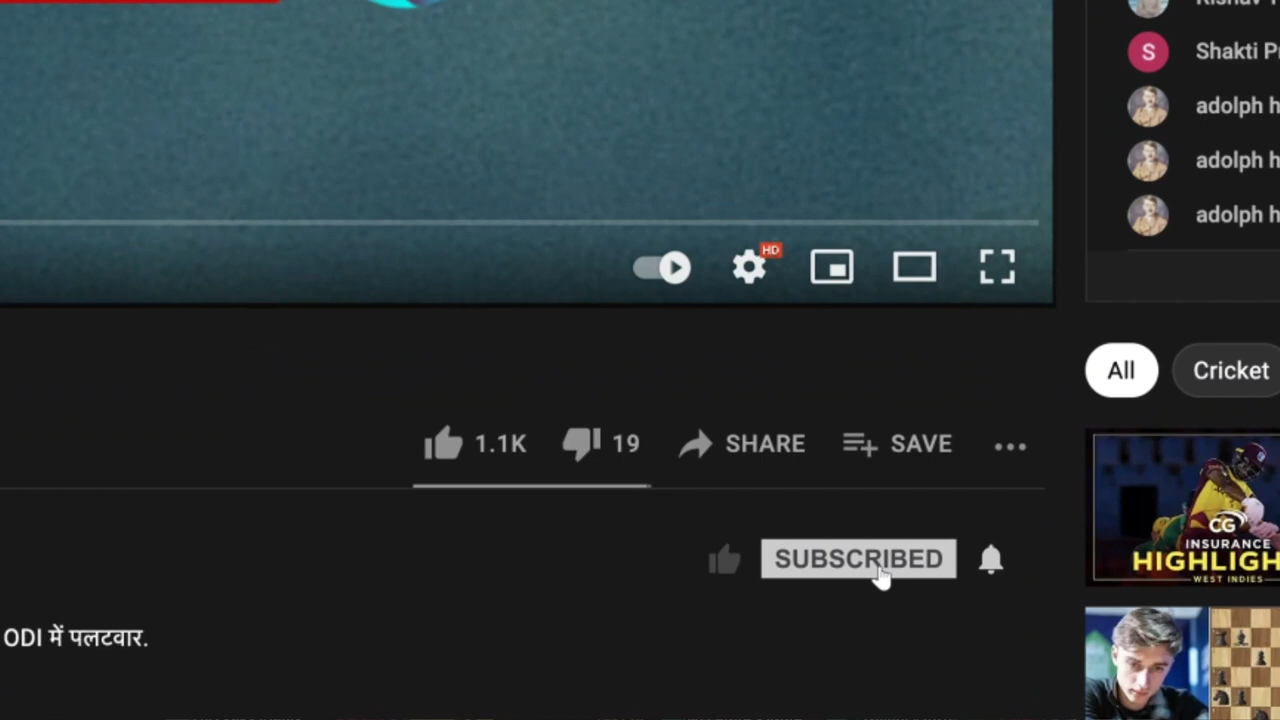 Shakti P
adolph h
adolph h
adolph h
S
HD
All
Cricket
1.1K
19
SHARE
SAVE
SUBSCRIBED
ODI में पलटवार.
CG
INSURANCE
HIGHLIGH
WEST INDIES